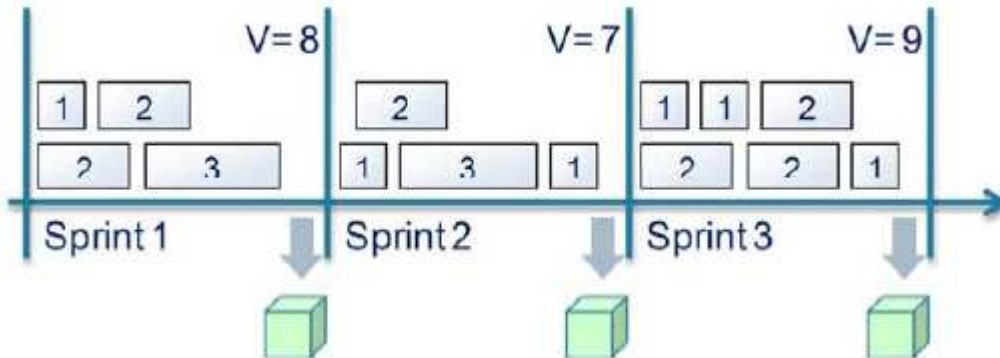 V= 8 V= 7 V= 9
1 2 2 1 1 2
2 3 1 3 1 2 2 1
Sprint 1 Sprint 2 Sprint 3